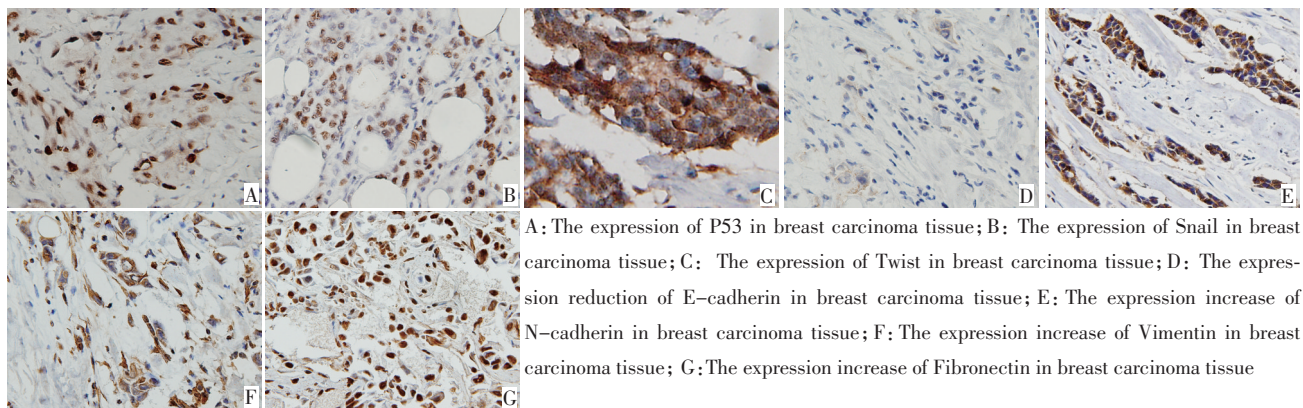 A
B
C
D
E
F
G
A:The expression of P53 in breast carcinoma tissue;B: The expression of Snail in breast
carcinoma tissue;C: The expression of Twist in breast carcinoma tissue;D: The expres-
sion reduction of E-cadherin in breast carcinoma tissue;E:The expression increase of
N-cadherin in breast carcinoma tissue;F:The expression increase of Vimentin in breast
carcinoma tissue; G:The expression increase of Fibronectin in breast carcinoma tissue